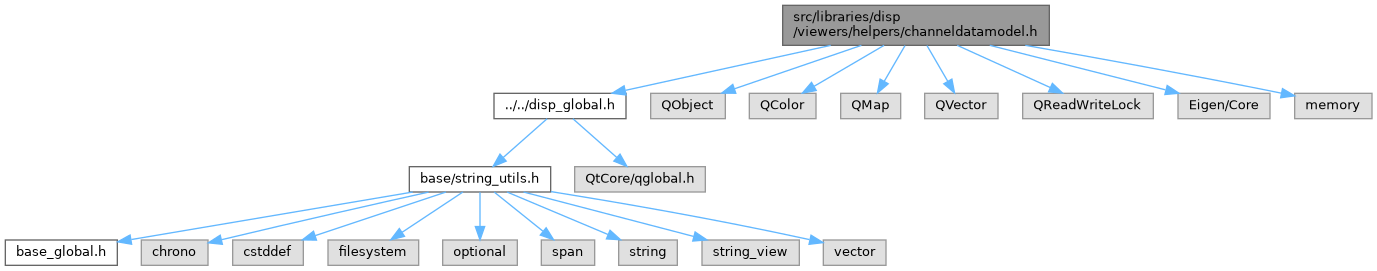 src/libraries/disp
/viewers/helpers/channeldatamodel.h
../../disp_global.h
QObject
QColor
QMap
QVector
QReadWriteLock
Eigen/Core
memory
base/string_utils.h
QtCore/qglobal.h
base_global.h
chrono
cstddef
filesystem
optional
span
string
string_view
vector